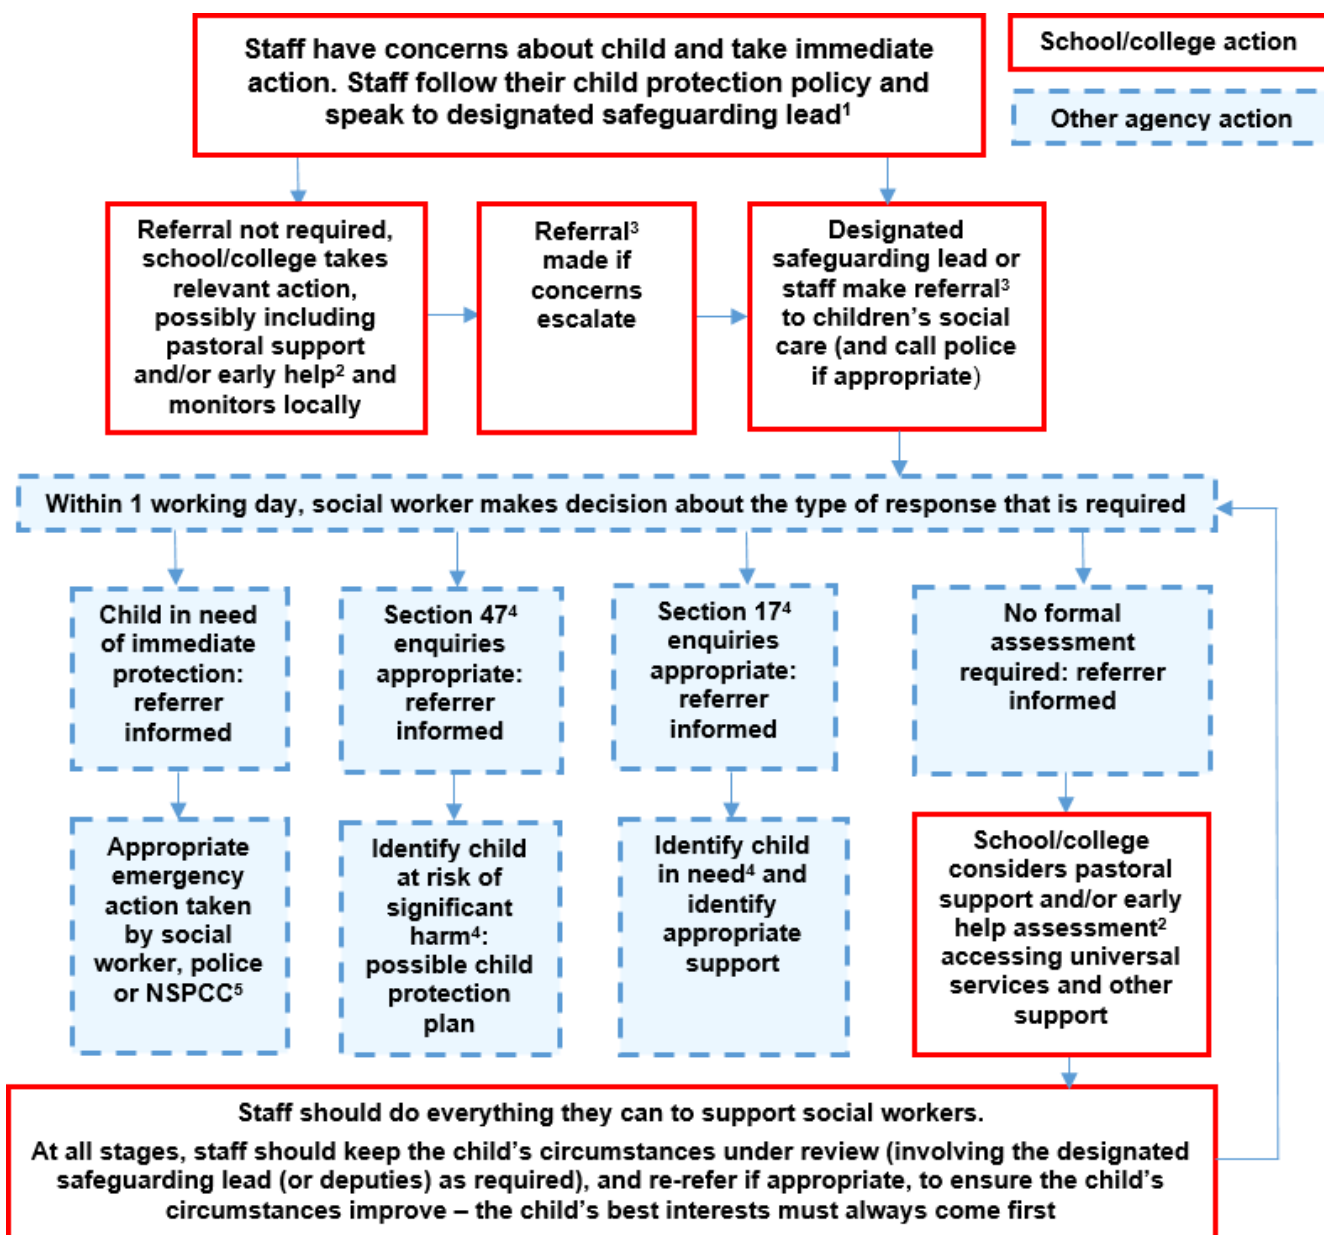 Staff have concerns about child and take immediate
action. Staff follow their child protection policy and
speak to designated safeguarding lead¹
School/college action
Other agency action
Referral not required,
school/college takes
relevant action,
possibly including
pastoral support
and/or early help² and
monitors locally
Referral³
made if
concerns
escalate
Designated
safeguarding lead or
staff make referral³
to children’s social
care (and call police
if appropriate)
Within 1 working day, social worker makes decision about the type of response that is required
Child in need
of immediate
protection:
referrer
informed
Section 47⁴
enquiries
appropriate:
referrer
informed
Section 17⁴
enquiries
appropriate:
referrer
informed
No formal
assessment
required: referrer
informed
Appropriate
emergency
action taken
by social
worker, police
or NSPCC⁵
Identify child
at risk of
significant
harm⁴:
possible child
protection
plan
Identify child
in need⁴ and
identify
appropriate
support
School/college
considers pastoral
support and/or early
help assessment²
accessing universal
services and other
support
Staff should do everything they can to support social workers.
At all stages, staff should keep the child’s circumstances under review (involving the designated
safeguarding lead (or deputies) as required), and re-refer if appropriate, to ensure the child’s
circumstances improve – the child’s best interests must always come first